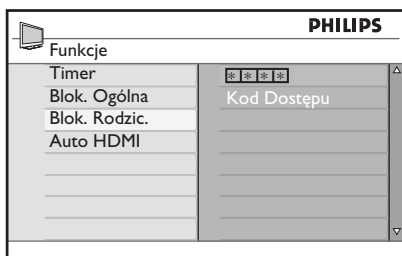 PHILIPS
Funkcje
Timer
* * * *
Blok. Ogólna
Kod Dostępu
Blok. Rodzic.
Auto HDMI